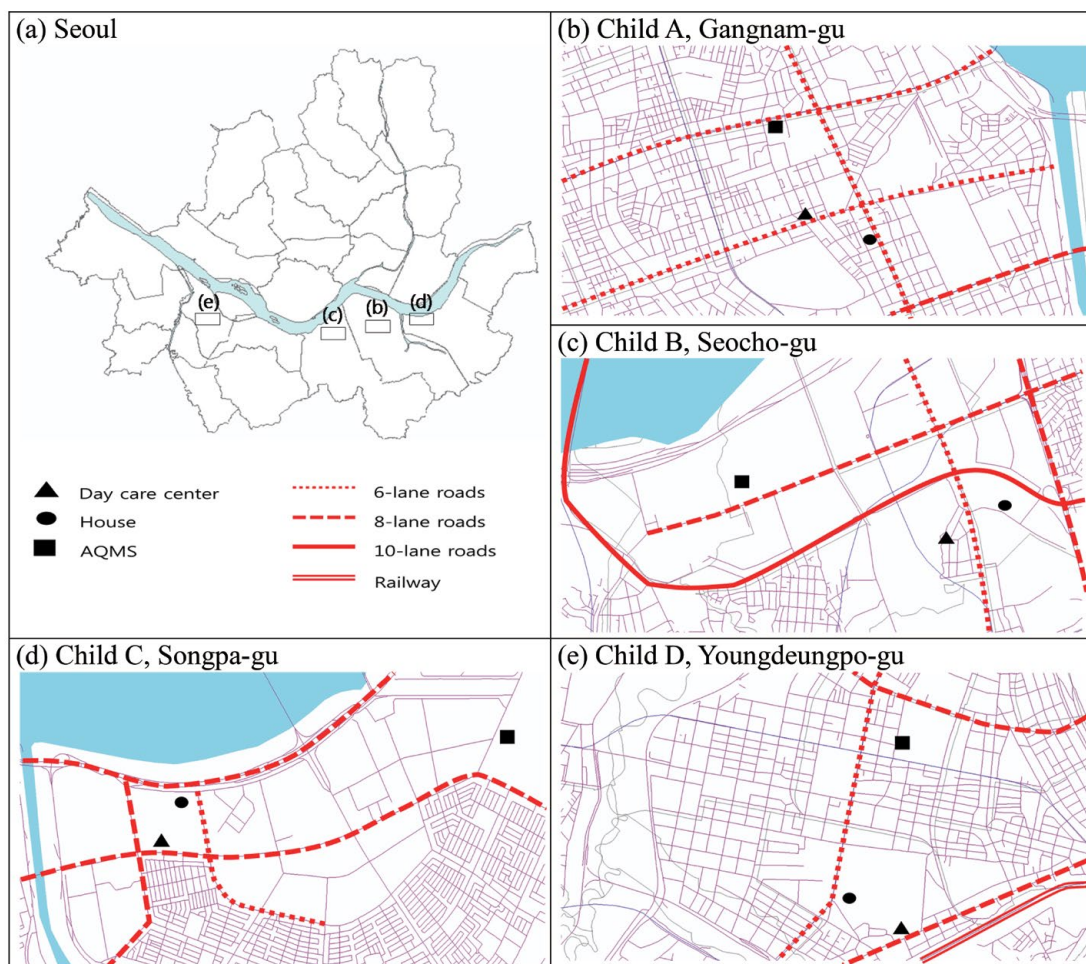 (a) Seoul
(e)
(c)
(b)
(d)
Day care center
House
AQMS
6-lane roads
8-lane roads
10-lane roads
Railway
(b) Child A, Gangnam-gu
(c) Child B, Seocho-gu
(d) Child C, Songpa-gu
(e) Child D, Youngdeungpo-gu